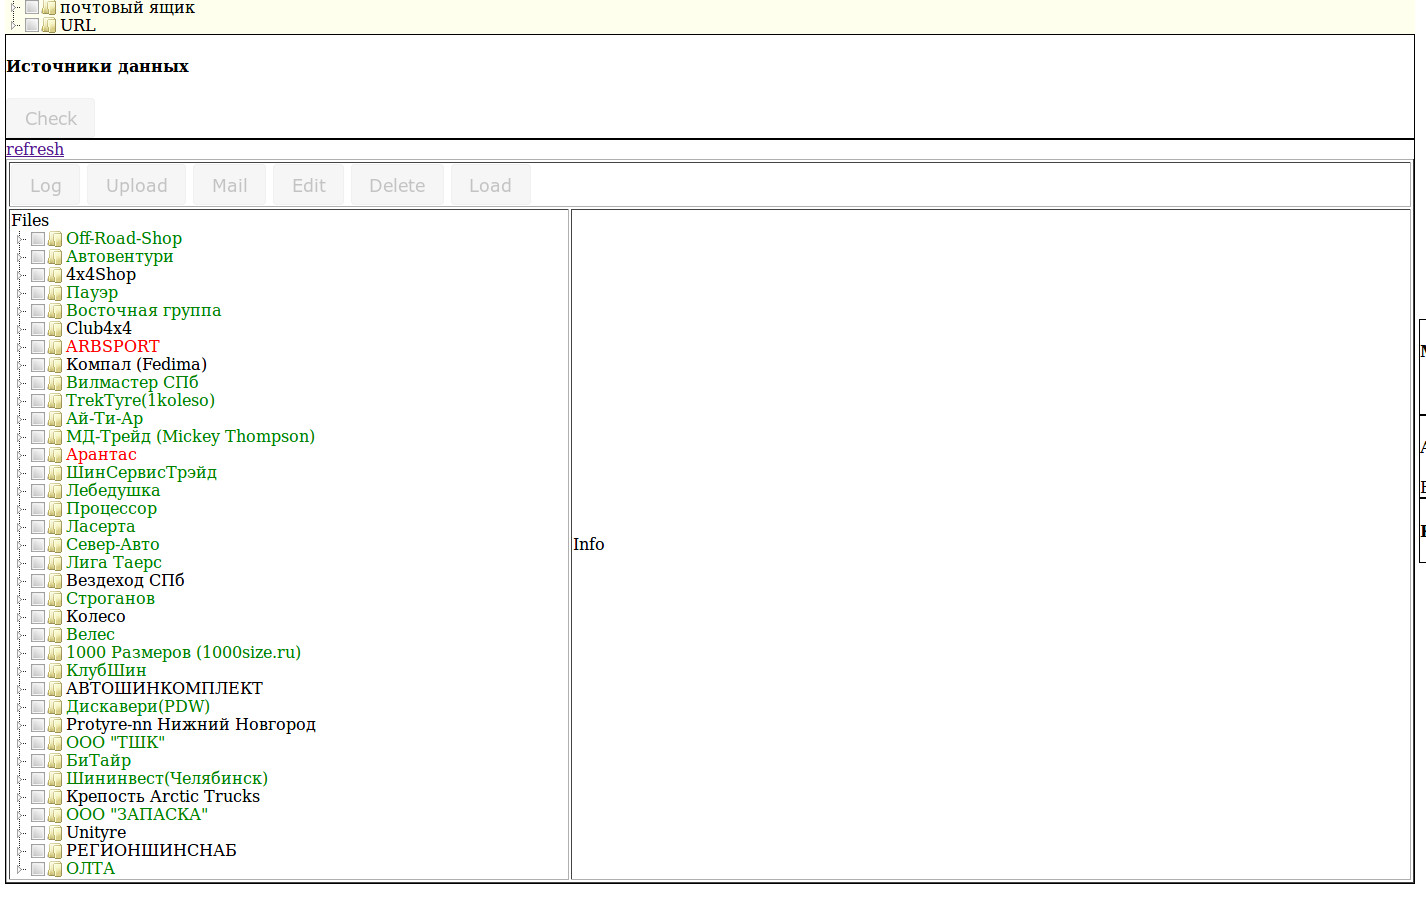 почтовый ящик
URL
Источники данных
Check
refresh
Log Upload Mail Edit Delete Load
Files
Off-Road-Shop
Автовентури
4x4Shop
Пауэр
Восточная группа
Club4x4
ARBSPORT
Компал (Fedima)
Вилмастер СПб
TrekTyre(1koleso)
Ай-Ти-Ар
МД-Трейд (Mickey Thompson)
Арантас
ШинСервисТрэйд
Лебедушка
Процессор
Ласерта
Север-Авто
Лига Таерс
Вездеход СПб
Строганов
Колесо
Велес
1000 Размеров (1000size.ru)
КлубШин
АВТОШИНКОМПЛЕКТ
Дискавери(PDW)
Protyre-nn Нижний Новгород
ООО "ТШК"
БиТайр
Шининвест(Челябинск)
Крепость Arctic Trucks
ООО "ЗАПАСКА"
Unityre
РЕГИОНШИНСНАБ
ОЛТА
Info